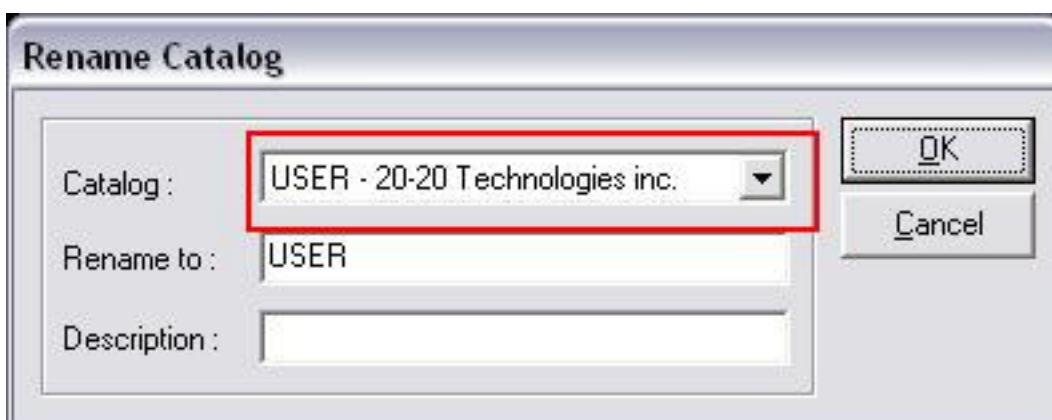 Rename Catalog
Catalog :
USER - 20-20 Technologies inc.
OK
Rename to :
USER
Cancel
Description :